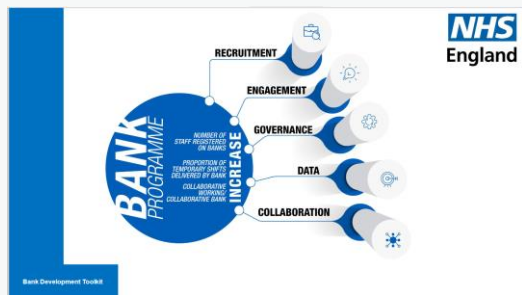 NHS
England
RECRUITMENT
ENGAGEMENT
GOVERNANCE
DATA
COLLABORATION
BANK
PROGRAMME
INCREASE
NUMBER OF
STAFF REGISTERED
ON BANKS
PROPORTION OF
TEMPORARY SHIFTS
DELIVERED BY BANK
COLLABORATIVE
WORKING/
COLLABORATIVE BANK
Bank Development Toolkit